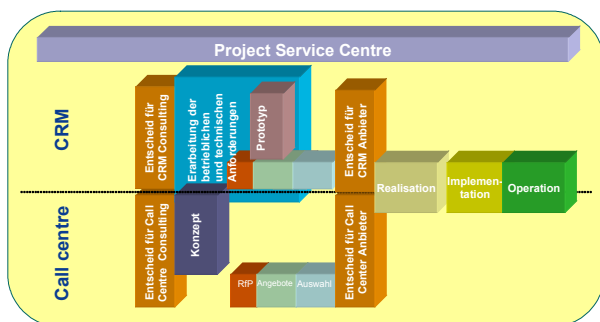 Project Service Centre
CRM
Entscheid für
CRM Consulting
Erarbeitung der
betrieblichen
und technischen
Anforderungen
Prototyp
Entscheid für
CRM Anbieter
Realisation
Implemen-
tation
Operation
Call centre
Entscheid für Call
Centre Consulting
Konzept
RfP
Angebote
Auswahl
Entscheid für Call
Center Anbieter